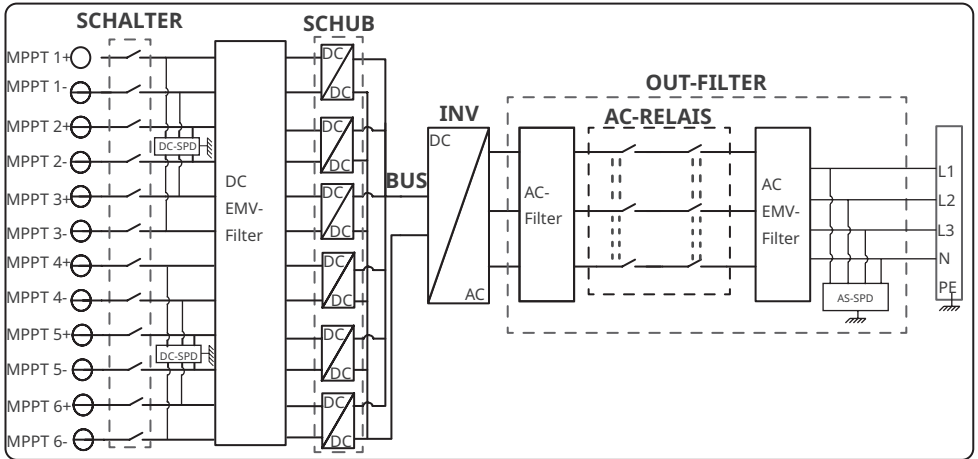 SCHALTER
SCHUB
MPPT 1+
MPPT 1-
MPPT 2+
MPPT 2-
MPPT 3+
MPPT 3-
MPPT 4+
MPPT 4-
MPPT 5+
MPPT 5-
MPPT 6+
MPPT 6-
DC-SPD
DC-SPD
DC
EMV-
Filter
DC
DC
DC
DC
DC
DC
DC
DC
DC
DC
DC
DC
BUS
INV
DC
AC
OUT-FILTER
AC-RELAIS
AC-
Filter
AC
EMV-
Filter
AS-SPD
L1
L2
L3
N
PE